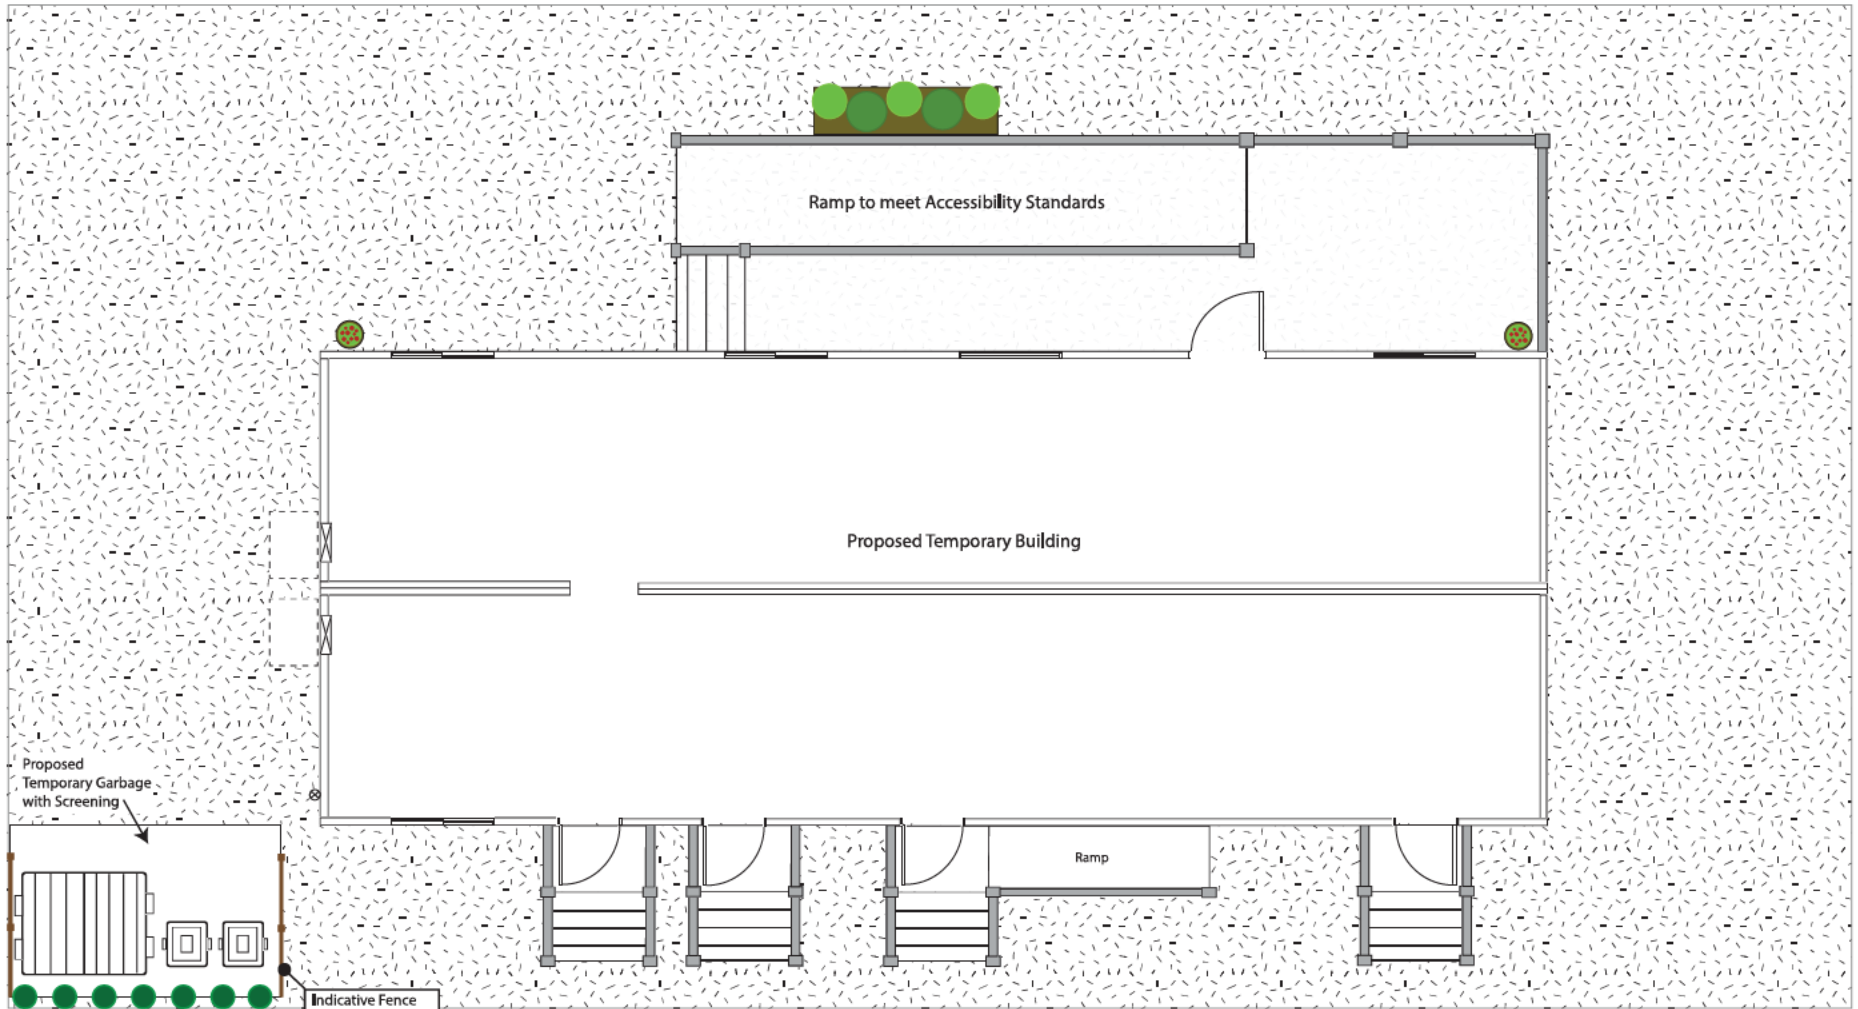 Ramp to meet Accessibility Standards
Proposed Temporary Building
Proposed
Temporary Garbage
with Screening
Ramp
Indicative Fence